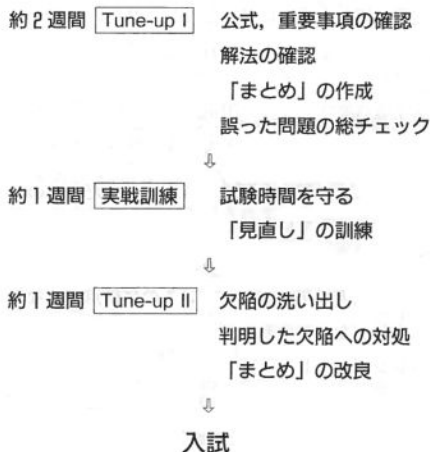 約2週間 Tune-up I 公式，重要事項の確認
解法の確認
「まとめ」の作成
誤った問題の総チェック
⇩
約1週間 実戦訓練 試験時間を守る
「見直し」の訓練
⇩
約1週間 Tune-up II 欠陥の洗い出し
判明した欠陥への対処
「まとめ」の改良
⇩
入試